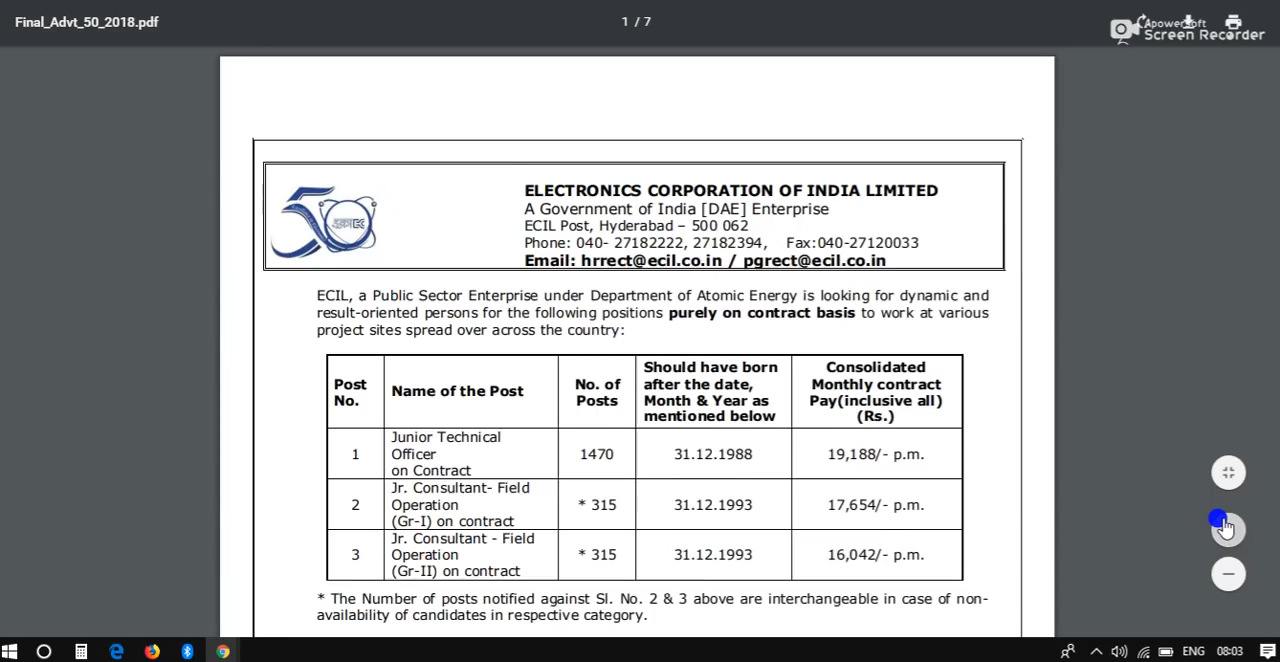 Final_Advt_50_2018.pdf
1 / 7
Apowersoft
Screen Recorder
ELECTRONICS CORPORATION OF INDIA LIMITED
A Government of India [DAE] Enterprise
ECIL Post, Hyderabad – 500 062
Phone: 040- 27182222, 27182394, Fax:040-27120033
Email: hrrect@ecil.co.in / pgrect@ecil.co.in
ECIL, a Public Sector Enterprise under Department of Atomic Energy is looking for dynamic and
result-oriented persons for the following positions purely on contract basis to work at various
project sites spread over across the country:
Post No. Name of the Post No. of Posts Should have born after the date, Month & Year as mentioned below Consolidated Monthly contract Pay(inclusive all) (Rs.)
1 Junior Technical Officer on Contract 1470 31.12.1988 19,188/- p.m.
2 Jr. Consultant- Field Operation (Gr-I) on contract * 315 31.12.1993 17,654/- p.m.
3 Jr. Consultant - Field Operation (Gr-II) on contract * 315 31.12.1993 16,042/- p.m.
* The Number of posts notified against Sl. No. 2 & 3 above are interchangeable in case of non-
availability of candidates in respective category.
ENG 08:03